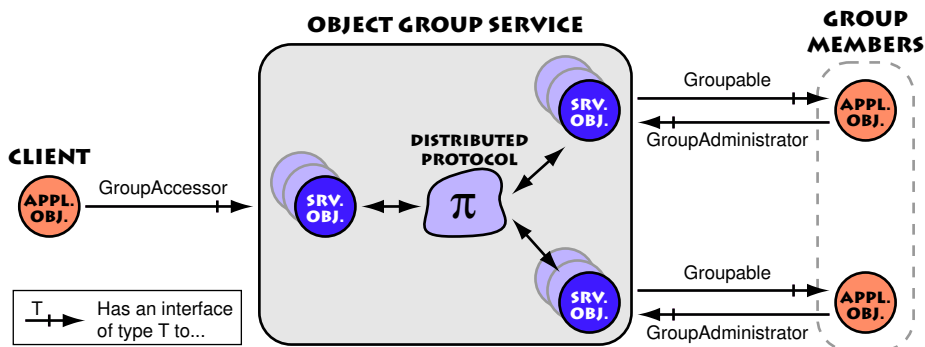 OBJECT GROUP SERVICE
GROUP
MEMBERS
Groupable
SRV.
OBJ.
APPL.
OBJ.
GroupAdministrator
DISTRIBUTED
PROTOCOL
CLIENT
GroupAccessor
APPL.
OBJ.
SRV.
OBJ.
π
Groupable
SRV.
OBJ.
APPL.
OBJ.
GroupAdministrator
T
Has an interface
of type T to...